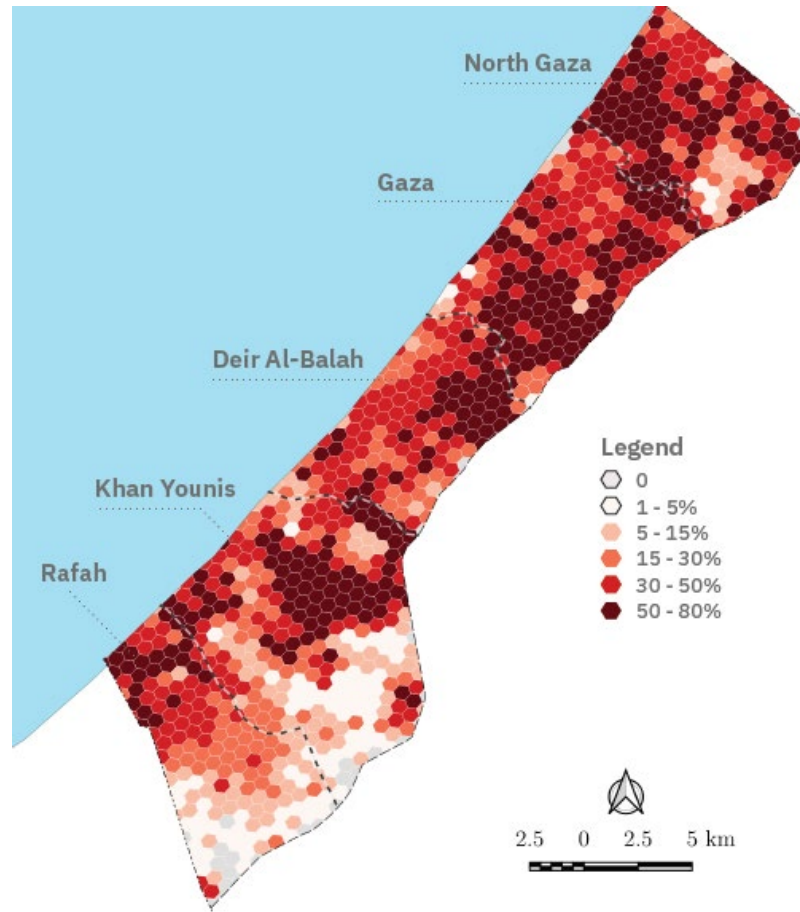 North Gaza
Gaza
Deir Al-Balah
Khan Younis
Rafah
Legend
0
1 - 5%
5 - 15%
15 - 30%
30 - 50%
50 - 80%
2.5 0 2.5 5 km